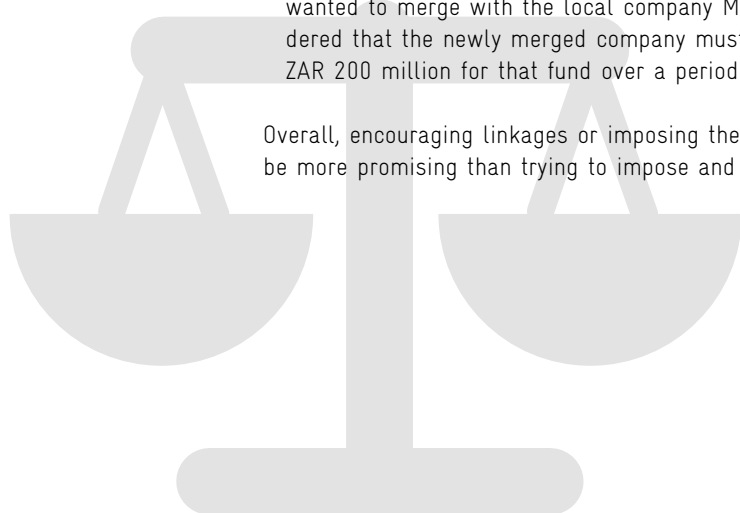 wanted to merge with the local company M
dered that the newly merged company must
ZAR 200 million for that fund over a period
Overall, encouraging linkages or imposing the
be more promising than trying to impose and